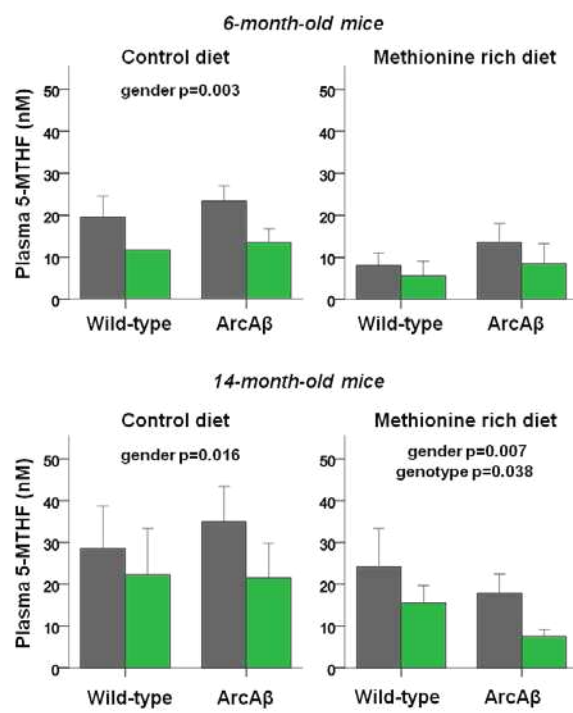 6-month-old mice
Control diet
gender p=0.003
Plasma 5-MTHF (nM)
50
40
30
20
10
0
Wild-type ArcAβ
Methionine rich diet
50
40
30
20
10
0
Wild-type ArcAβ
14-month-old mice
Control diet
gender p=0.016
Plasma 5-MTHF (nM)
50
40
30
20
10
0
Wild-type ArcAβ
Methionine rich diet
gender p=0.007
genotype p=0.038
50
40
30
20
10
0
Wild-type ArcAβ